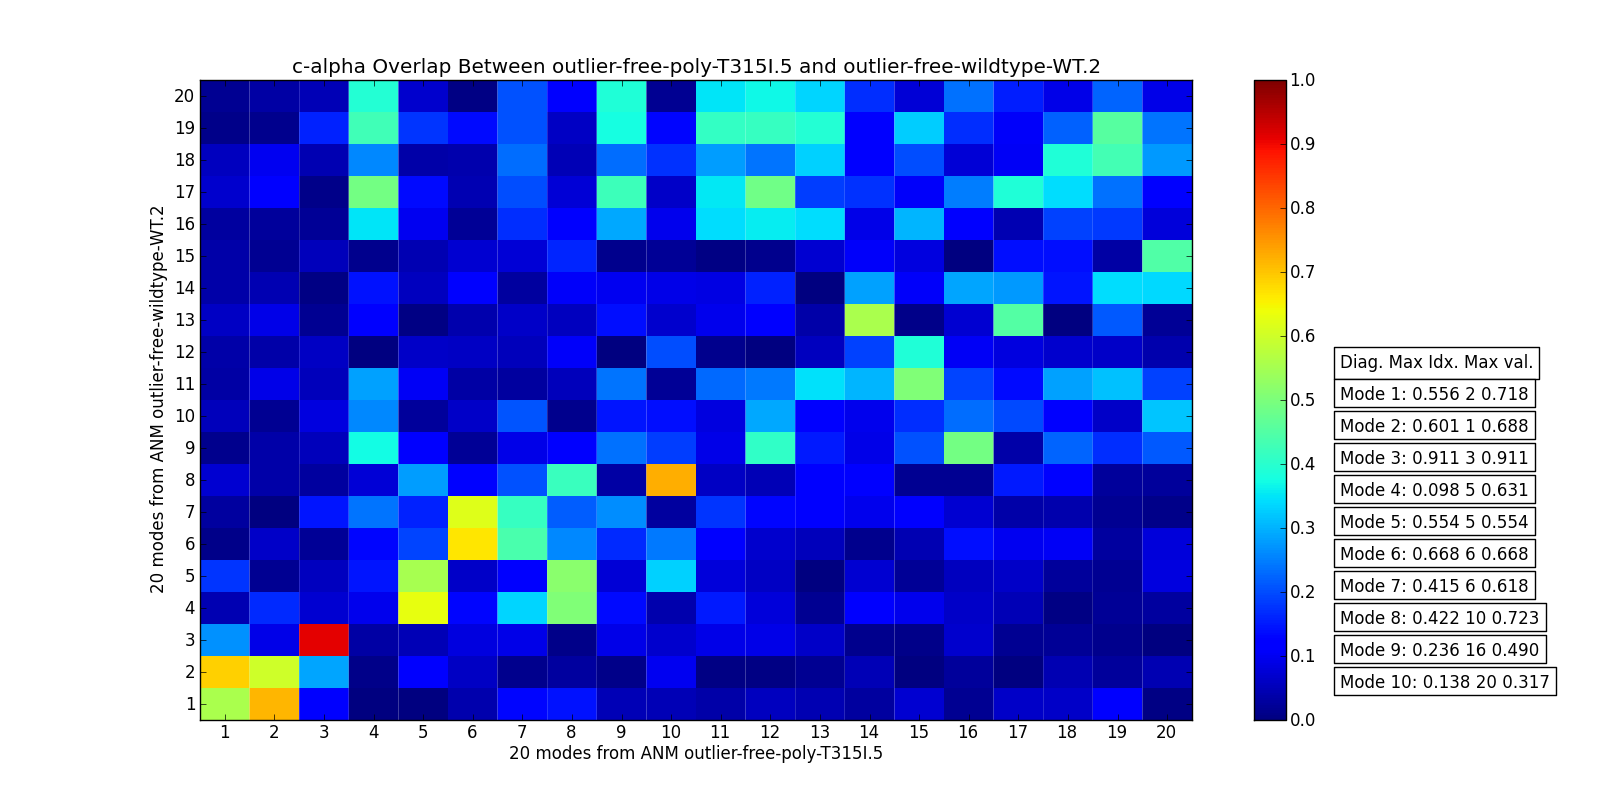 c-alpha Overlap Between outlier-free-poly-T315I.5 and outlier-free-wildtype-WT.2
20 modes from ANM outlier-free-wildtype-WT.2
20
19
18
17
16
15
14
13
12
11
10
9
8
7
6
5
4
3
2
1
1 2 3 4 5 6 7 8 9 10 11 12 13 14 15 16 17 18 19 20
20 modes from ANM outlier-free-poly-T315I.5
1.0
0.9
0.8
0.7
0.6
0.5
0.4
0.3
0.2
0.1
0.0
Diag. Max Idx. Max val.
Mode 1: 0.556 2 0.718
Mode 2: 0.601 1 0.688
Mode 3: 0.911 3 0.911
Mode 4: 0.098 5 0.631
Mode 5: 0.554 5 0.554
Mode 6: 0.668 6 0.668
Mode 7: 0.415 6 0.618
Mode 8: 0.422 10 0.723
Mode 9: 0.236 16 0.490
Mode 10: 0.138 20 0.317